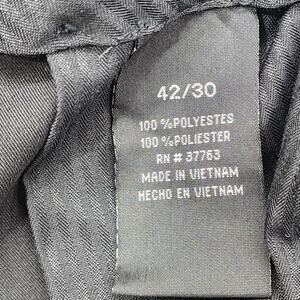 42/30
100 %POLYESTES
100 %POLIESTER
RN # 37763
MADE IN VIETNAM
HECHO EN VIETNAM